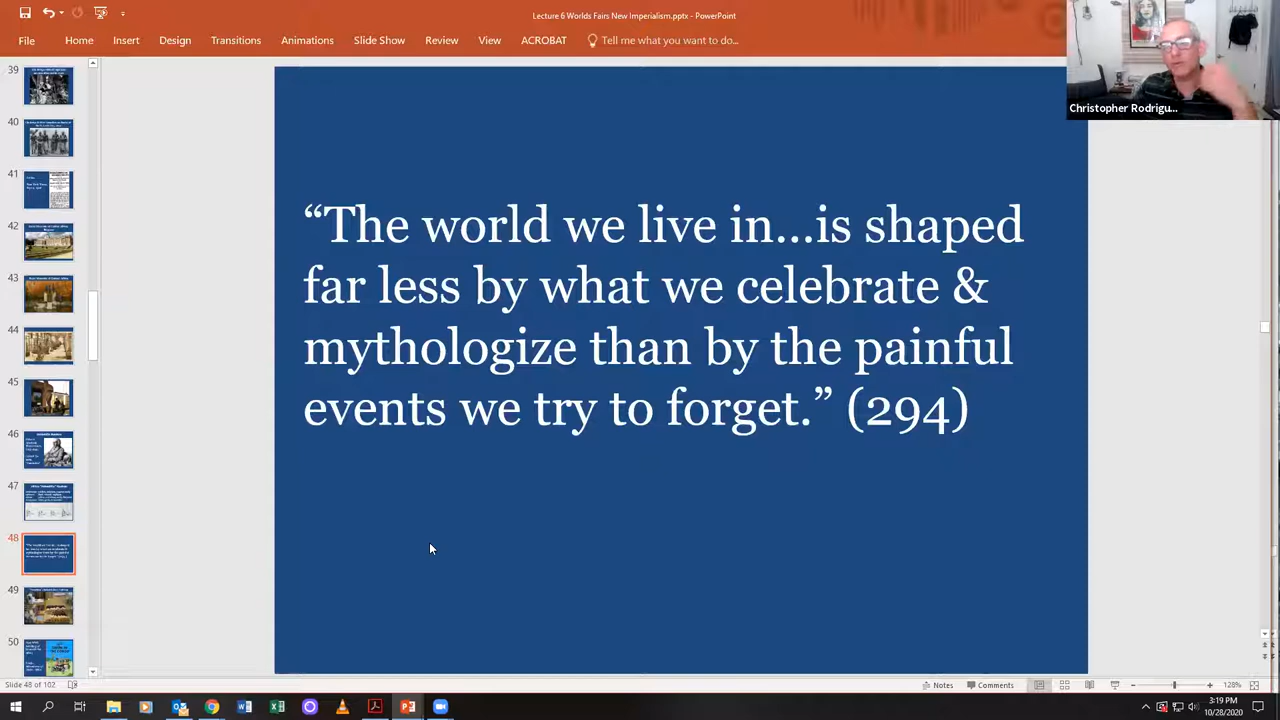 Lecture 6 Worlds Fairs New Imperialism.pptx - PowerPoint
File Home Insert Design Transitions Animations Slide Show Review View ACROBAT Tell me what you want to do...
Christopher Rodrigu...
39
40
41
42
43
44
45
46
47
48
49
50
“The world we live in...is shaped
far less by what we celebrate &
mythologize than by the painful
events we try to forget.” (294)
Slide 48 of 102
Notes Comments 128%
3:19 PM
10/28/2020